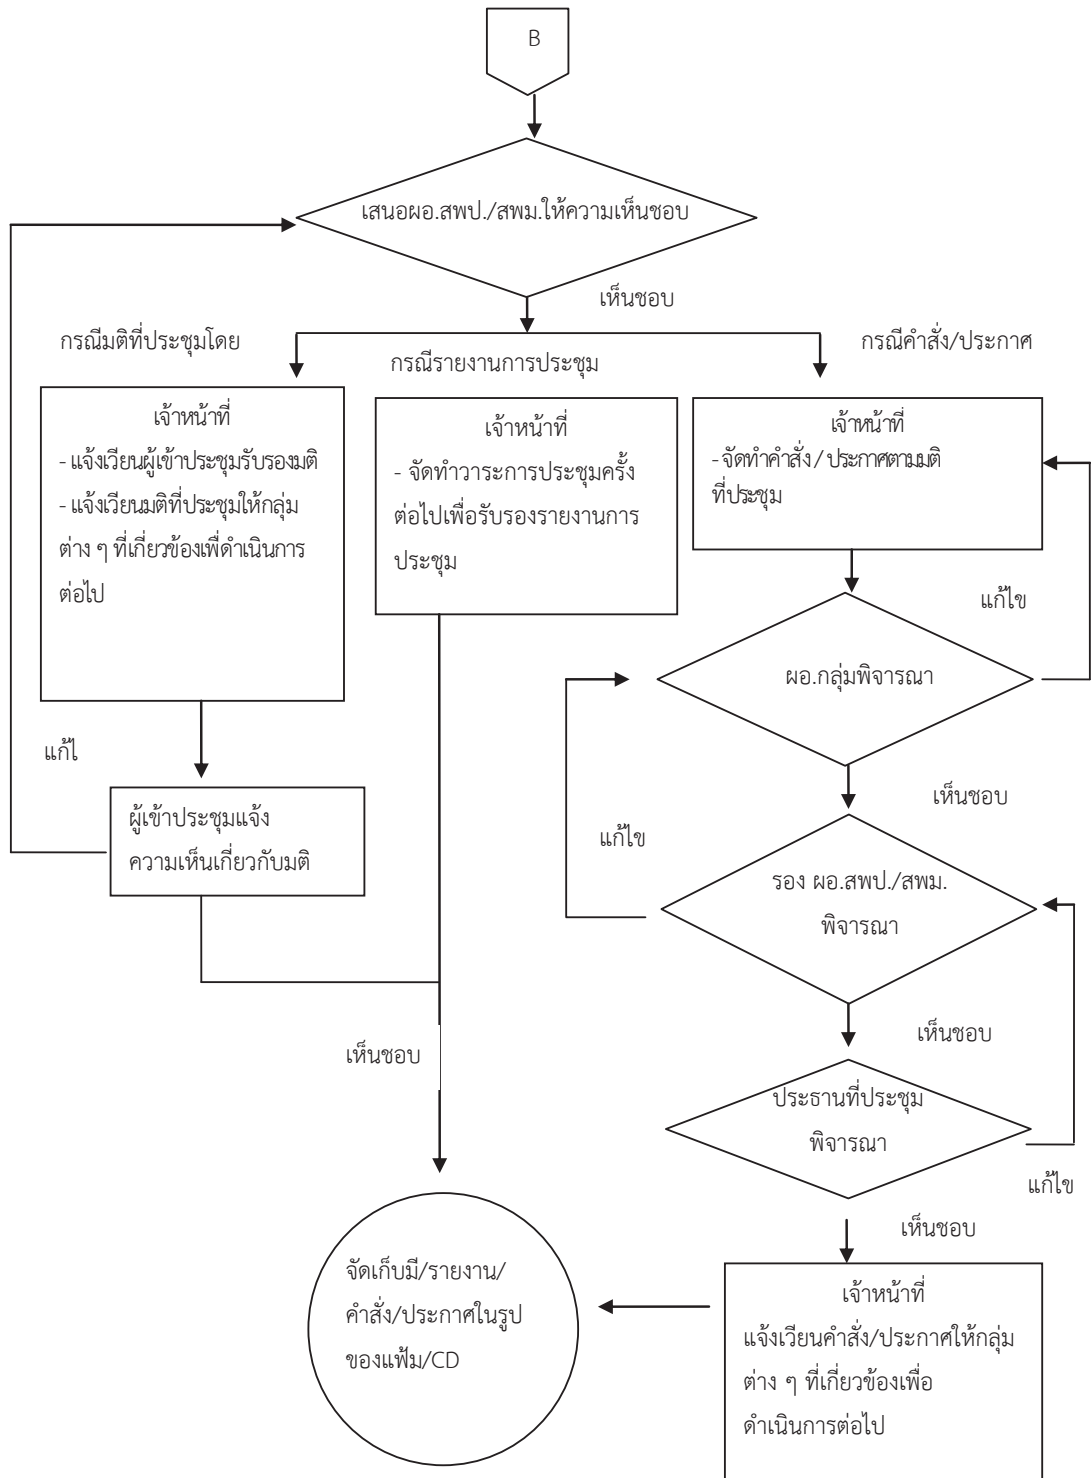 B
เสนอผอ.สพป./สพม.ให้ความเห็นชอบ
เห็นชอบ
กรณีมติที่ประชุมโดย
กรณีรายงานการประชุม
กรณีคำสั่ง/ประกาศ
เจ้าหน้าที่
- แจ้งเวียนผู้เข้าประชุมรับรองมติ
- แจ้งเวียนมติที่ประชุมให้กลุ่ม
ต่าง ๆ ที่เกี่ยวข้องเพื่ดำเนินการ
ต่อไป
เจ้าหน้าที่
- จัดทำวาระการประชุมครั้ง
ต่อไปเพื่อรับรองรายงานการ
ประชุม
เจ้าหน้าที่
- จัดทำคำสั่ง / ประกาศตามมติ
ที่ประชุม
แก้ไข
ผอ.กลุ่มพิจารณา
แก้ไ
เห็นชอบ
ผู้เข้าประชุมแจ้ง
ความเห็นเกี่ยวกับมติ
แก้ไข
รอง ผอ.สพป./สพม.
พิจารณา
เห็นชอบ
เห็นชอบ
ประธานที่ประชุม
พิจารณา
แก้ไข
เห็นชอบ
จัดเก็บมี/รายงาน/
คำสั่ง/ประกาศในรูป
ของแฟ้ม/CD
เจ้าหน้าที่
แจ้งเวียนคำสั่ง/ประกาศให้กลุ่ม
ต่าง ๆ ที่เกี่ยวข้องเพื่อ
ดำเนินการต่อไป